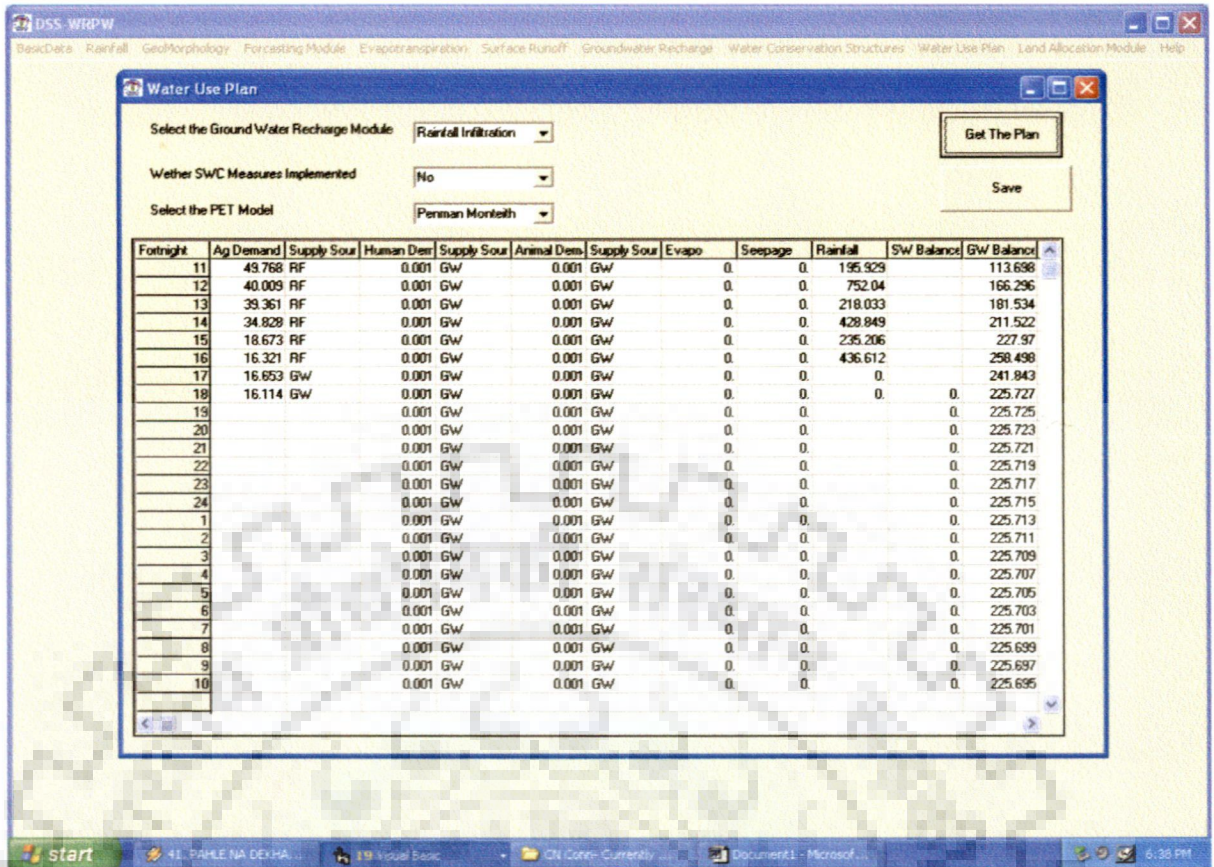 DSS-WRPW
BasicData Rainfall GeoMorphology Forcasting Module Evapotranspiration Surface Runoff Groundwater Recharge Water Conservation Structures Water Use Plan Land Allocation Module Help
Water Use Plan
Select the Ground Water Recharge Module Rainfall Infiltration Get The Plan
Wether SWC Measures Implemented No Save
Select the PET Model Penman Monteith
Fortnight Ag Demand Supply Sour Human Dem Supply Sour Animal Dem Supply Sour Evapo Seepage Rainfall SW Balance GW Balance
11 49.768 RF 0.001 GW 0.001 GW 0. 0. 195.929 113.698
12 40.009 RF 0.001 GW 0.001 GW 0. 0. 752.04 166.296
13 39.361 RF 0.001 GW 0.001 GW 0. 0. 218.033 181.534
14 34.828 RF 0.001 GW 0.001 GW 0. 0. 428.849 211.522
15 18.673 RF 0.001 GW 0.001 GW 0. 0. 235.206 227.97
16 16.321 RF 0.001 GW 0.001 GW 0. 0. 436.612 258.498
17 16.653 GW 0.001 GW 0.001 GW 0. 0. 0. 241.843
18 16.114 GW 0.001 GW 0.001 GW 0. 0. 0. 0. 225.727
19 0.001 GW 0.001 GW 0. 0. 0. 225.725
20 0.001 GW 0.001 GW 0. 0. 0. 225.723
21 0.001 GW 0.001 GW 0. 0. 0. 225.721
22 0.001 GW 0.001 GW 0. 0. 0. 225.719
23 0.001 GW 0.001 GW 0. 0. 0. 225.717
24 0.001 GW 0.001 GW 0. 0. 0. 225.715
1 0.001 GW 0.001 GW 0. 0. 0. 225.713
2 0.001 GW 0.001 GW 0. 0. 0. 225.711
3 0.001 GW 0.001 GW 0. 0. 0. 225.709
4 0.001 GW 0.001 GW 0. 0. 0. 225.707
5 0.001 GW 0.001 GW 0. 0. 0. 225.705
6 0.001 GW 0.001 GW 0. 0. 0. 225.703
7 0.001 GW 0.001 GW 0. 0. 0. 225.701
8 0.001 GW 0.001 GW 0. 0. 0. 225.699
9 0.001 GW 0.001 GW 0. 0. 0. 225.697
10 0.001 GW 0.001 GW 0. 0. 0. 225.695
start 41. PAHLE NA DEKHA... 19 Visual Basic CN Conn- Currently ... Document1 - Microsof... 6:38 PM